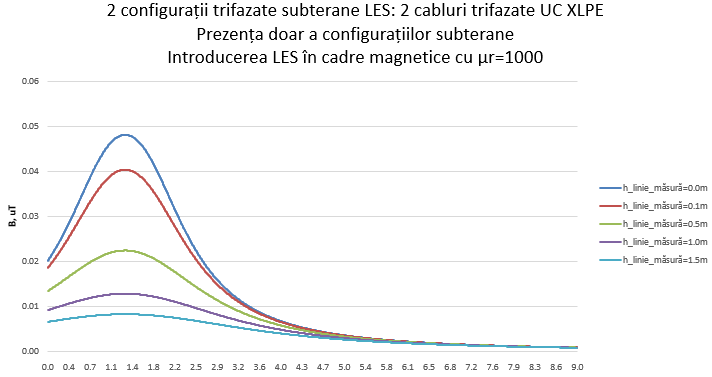 2 configurații trifazate subterane LES: 2 cabluri trifazate UC XLPE
Prezența doar a configurațiilor subterane
Introducerea LES în cadre magnetice cu μr=1000
0.06
0.05
0.04
0.03
0.02
0.01
0.00
B, uT
0.0 0.4 0.7 1.1 1.4 1.8 2.2 2.5 2.9 3.2 3.6 4.0 4.3 4.7 5.0 5.4 5.8 6.1 6.5 6.8 7.2 7.6 7.9 8.3 8.6 9.0
h_linie_măsură=0.0m
h_linie_măsură=0.1m
h_linie_măsură=0.5m
h_linie_măsură=1.0m
h_linie_măsură=1.5m